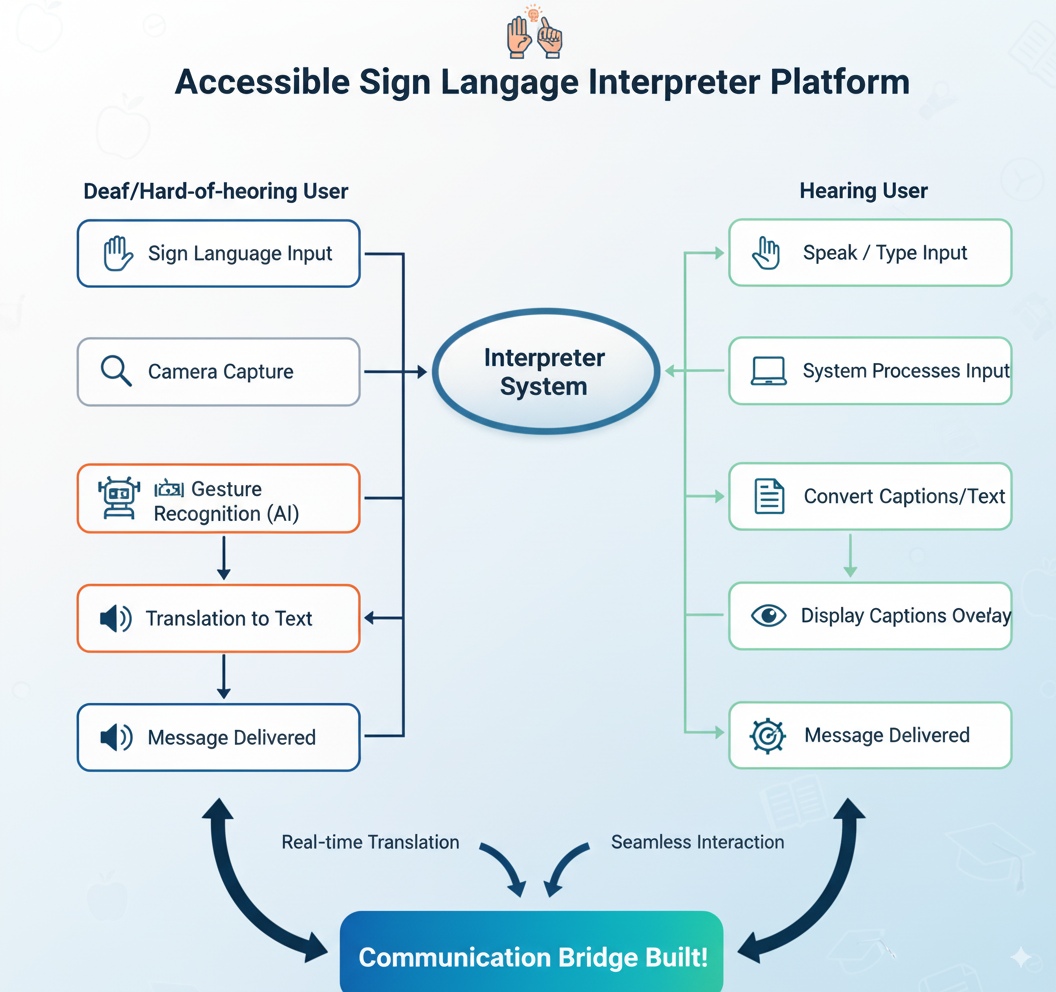 Accessible Sign Langage Interpreter Platform
Deaf/Hard-of-heoring User
Sign Language Input
Camera Capture
Gesture
Recognition (AI)
Translation to Text
Message Delivered
Interpreter
System
Hearing User
Speak / Type Input
System Processes Input
Convert Captions/Text
Display Captions Overlay
Message Delivered
Real-time Translation
Seamless Interaction
Communication Bridge Built!